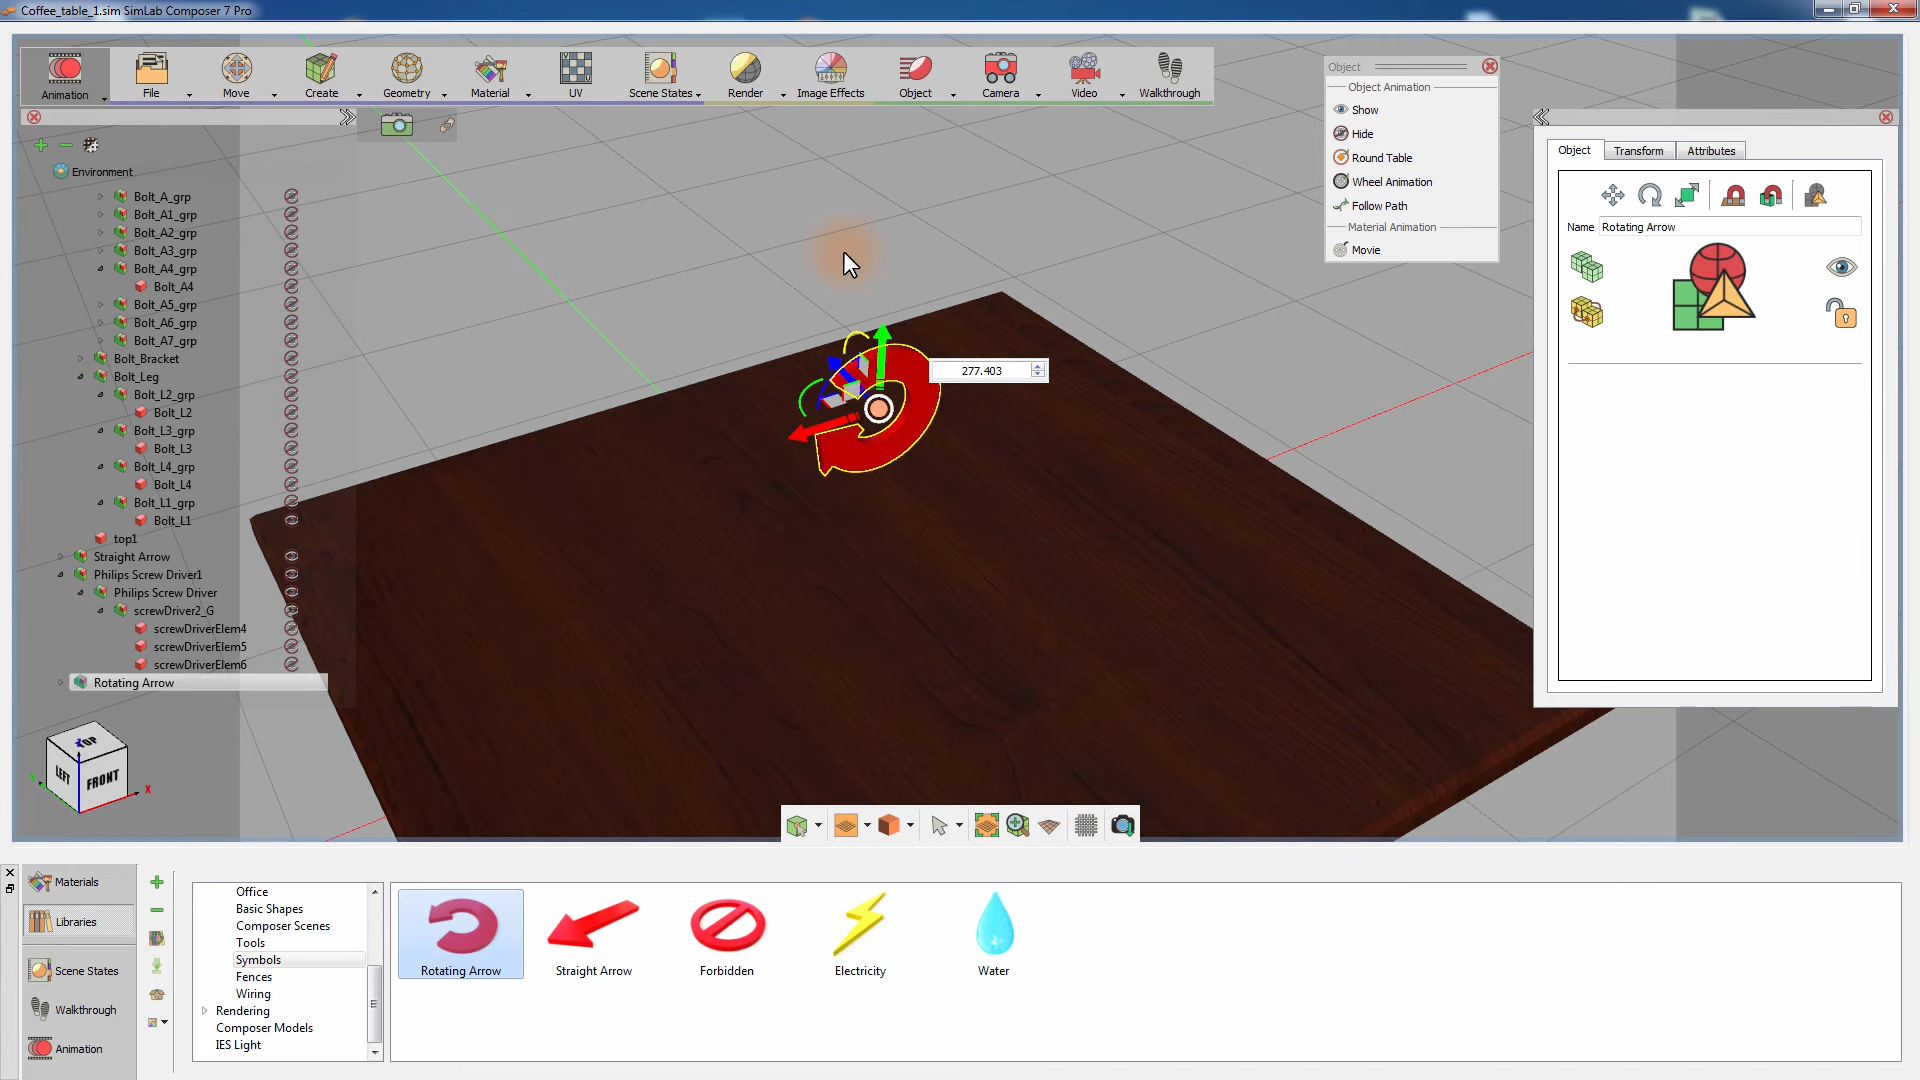 Coffee_table_1.sim SimLab Composer 7 Pro
Animation
File
Move
Create
Geometry
Material
UV
Scene States
Render
Image Effects
Object
Camera
Video
Walkthrough
Object
Object Animation
Show
Hide
Round Table
Wheel Animation
Follow Path
Material Animation
Movie
Environment
Bolt_A_grp
Bolt_A1_grp
Bolt_A2_grp
Bolt_A3_grp
Bolt_A4_grp
Bolt_A4
Bolt_A5_grp
Bolt_A6_grp
Bolt_A7_grp
Bolt_Bracket
Bolt_Leg
Bolt_L2_grp
Bolt_L2
Bolt_L3_grp
Bolt_L3
Bolt_L4_grp
Bolt_L4
Bolt_L1_grp
Bolt_L1
top1
Straight Arrow
Philips Screw Driver1
Philips Screw Driver
screwDriver2_G
screwDriverElem4
screwDriverElem5
screwDriverElem6
Rotating Arrow
277.403
Object
Transform
Attributes
Name
Rotating Arrow
TOP
LEFT
FRONT
Y
X
Materials
Libraries
Scene States
Walkthrough
Animation
Office
Basic Shapes
Composer Scenes
Tools
Symbols
Fences
Wiring
Rendering
Composer Models
IES Light
Rotating Arrow
Straight Arrow
Forbidden
Electricity
Water